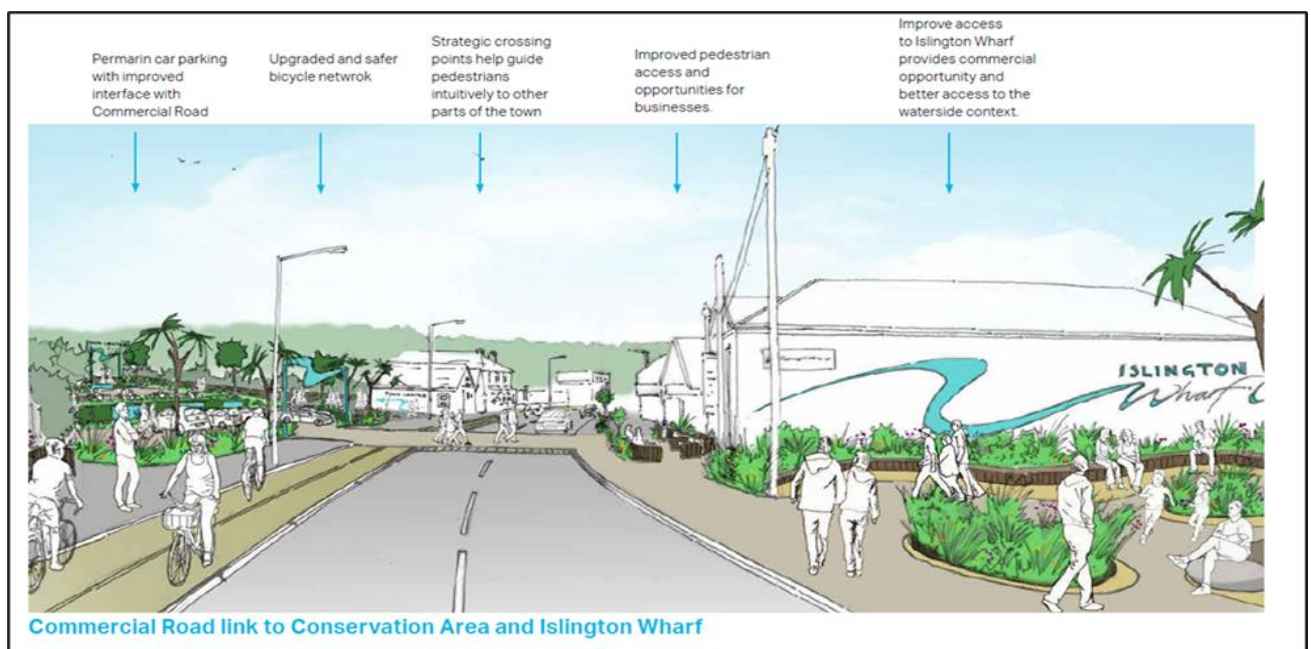 Permarin car parking
with improved
interface with
Commercial Road
Upgraded and safer
bicycle netwrok
Strategic crossing
points help guide
pedestrians
intuitively to other
parts of the town
Improved pedestrian
access and
opportunities for
businesses.
Improve access
to Islington Wharf
provides commercial
opportunity and
better access to the
waterside context.
ISLINGTON
Wharf
Commercial Road link to Conservation Area and Islington Wharf